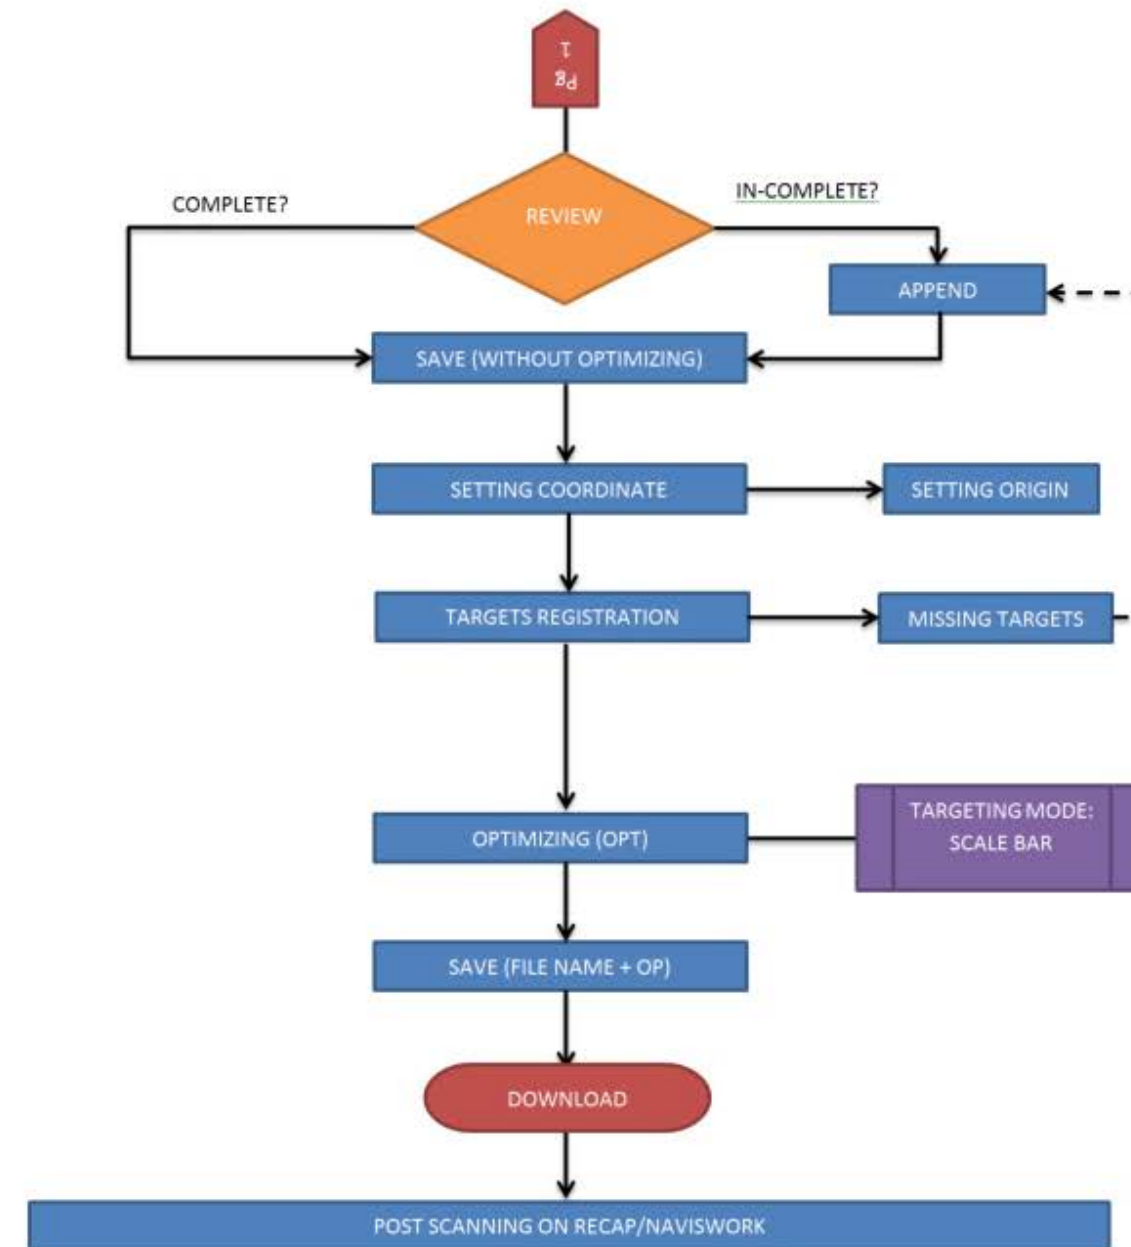 Pg
1
COMPLETE?
REVIEW
IN-COMPLETE?
APPEND
SAVE (WITHOUT OPTIMIZING)
SETTING COORDINATE
SETTING ORIGIN
TARGETS REGISTRATION
MISSING TARGETS
TARGETING MODE:
SCALE BAR
OPTIMIZING (OPT)
SAVE (FILE NAME + OP)
DOWNLOAD
POST SCANNING ON RECAP/NAVISWORK